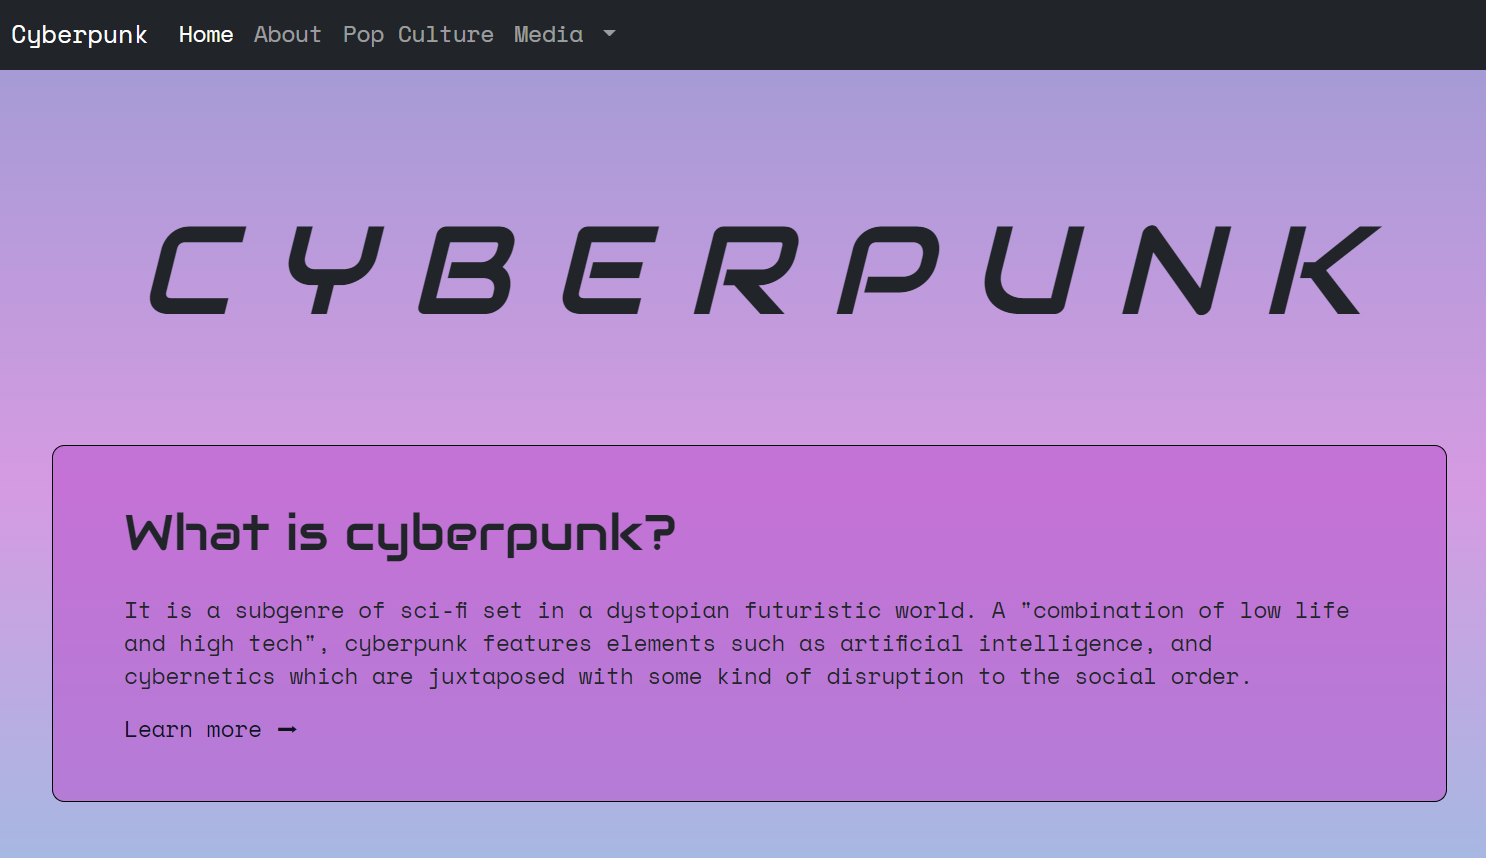 Cyberpunk Home About Pop Culture Media
CYBERPUNK
What is cyberpunk?
It is a subgenre of sci-fi set in a dystopian futuristic world. A "combination of low life
and high tech", cyberpunk features elements such as artificial intelligence, and
cybernetics which are juxtaposed with some kind of disruption to the social order.
Learn more ➞